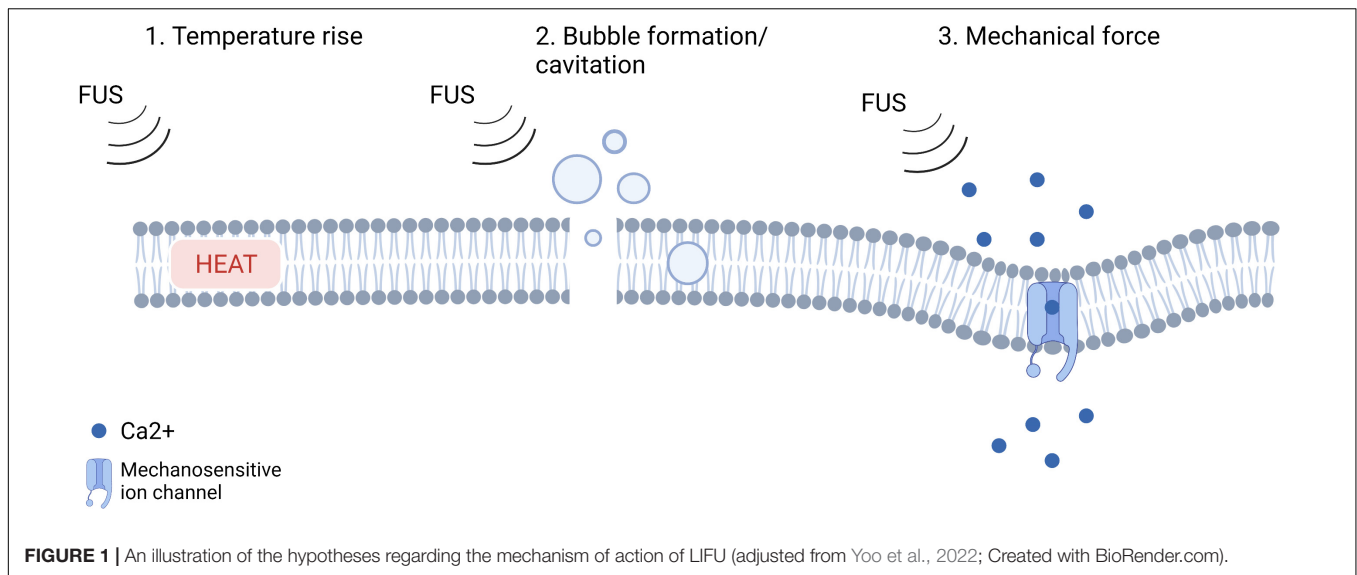 1. Temperature rise
2. Bubble formation/
cavitation
3. Mechanical force
FUS
FUS
FUS
HEAT
Ca2+
Mechanosensitive
ion channel
FIGURE 1 | An illustration of the hypotheses regarding the mechanism of action of LIFU (adjusted from Yoo et al., 2022; Created with BioRender.com).